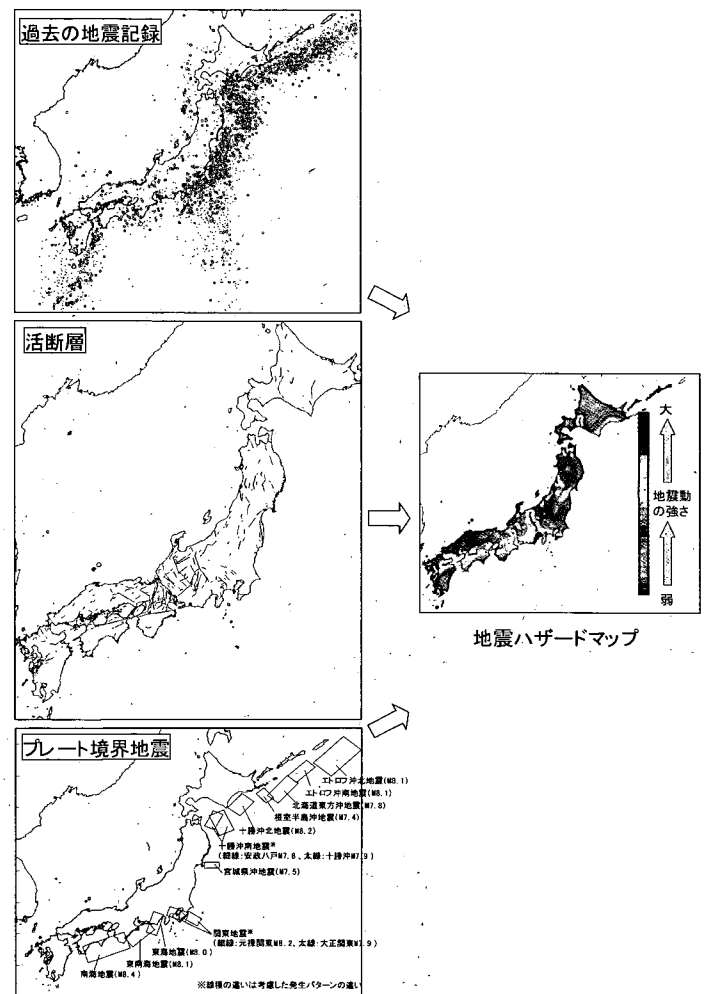 過去の地震記録
活断層
大
地震動
の強さ
弱
地震ハザードマップ
プレート境界地震
エトロフ沖北地震(M8.1)
エトロフ沖南地震(M8.1)
北海道東方沖地震(M7.8)
根室半島沖地震(M7.4)
十勝沖北地震(M8.2)
十勝沖南地震※
(細線:安政八戸M7.8、太線:十勝沖M7.9)
宮城県沖地震(M7.5)
関東地震※
(細線:元禄関東M8.2、太線:大正関東M7.9)
東海地震(M8.0)
東南海地震(M8.1)
南海地震(M8.4)
※線種の違いは考慮した発生パターンの違い